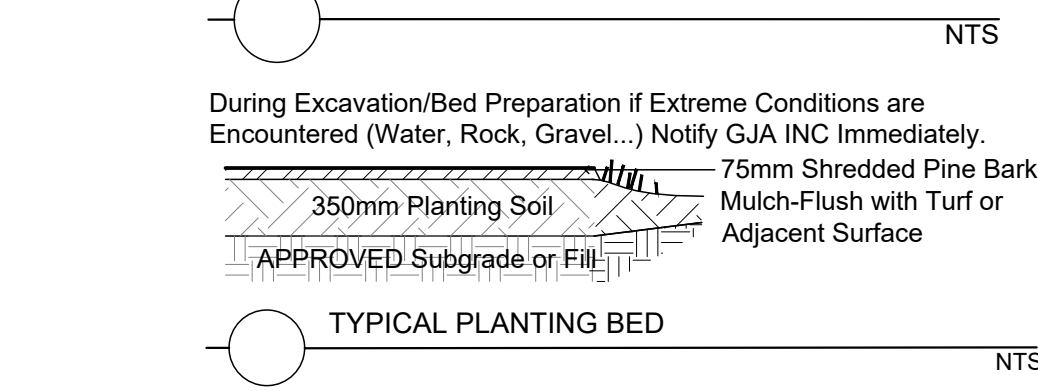 NTS
During Excavation/Bed Preparation if Extreme Conditions are
Encountered (Water, Rock, Gravel...) Notify GJA INC Immediately.
75mm Shredded Pine Bark
Mulch-Flush with Turf or
Adjacent Surface
350mm Planting Soil
APPROVED Subgrade or Fill
TYPICAL PLANTING BED
NTS